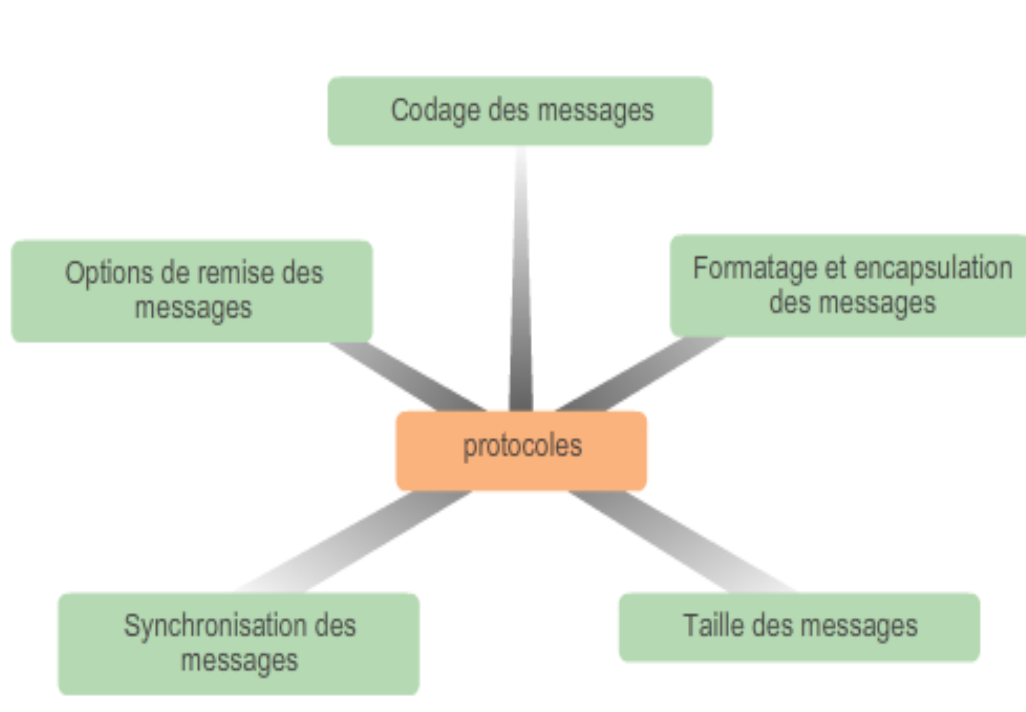 Codage des messages
Options de remise des
messages
Formatage et encapsulation
des messages
protocoles
Synchronisation des
messages
Taille des messages